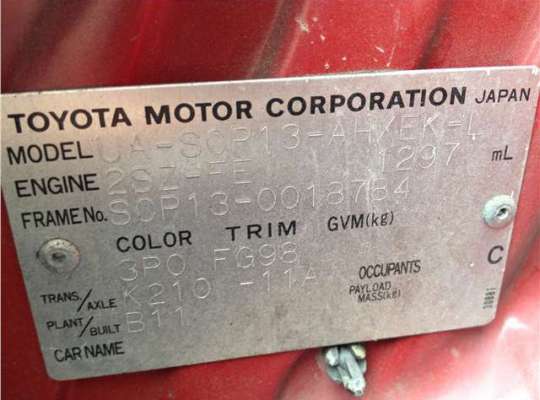 TOYOTA MOTOR CORPORATION JAPAN
MODEL UA-SCP13-AHXEK-L
ENGINE 2SZ-FE 1297 mL
FRAME No. SCP13-0018784
COLOR TRIM GVM(kg)
3P0 FG98 C
TRANS./AXLE K210 -11A OCCUPANTS
PLANT/BUILT B11 PAYLOAD MASS(kg)
CAR NAME